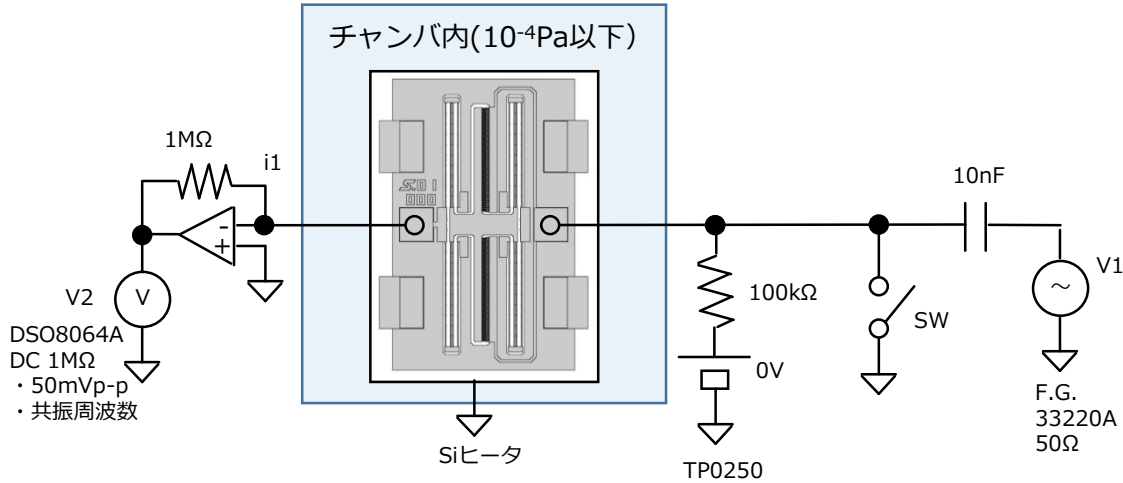 チャンバ内(10-4Pa以下)
1MΩ
i1
-
+
V2
V
DSO8064A
DC 1MΩ
・50mVp-p
・共振周波数
Siヒータ
100kΩ
0V
TP0250
SW
10nF
V1
～
F.G.
33220A
50Ω